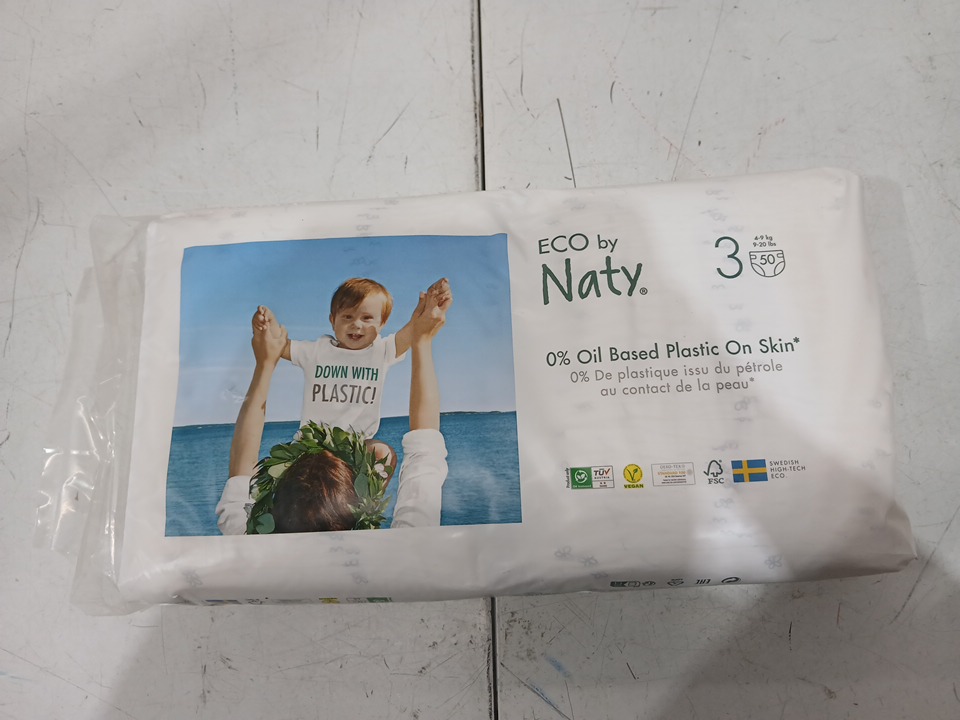 ECO by
Naty®
3
4-9 kg
9-20 lbs
50
DOWN WITH
PLASTIC!
0% Oil Based Plastic On Skin*
0% De plastique issu du pétrole
au contact de la peau*
TÜV
AUSTRIA
VEGAN
FSC
SWEDISH
HIGH-TECH
ECO.